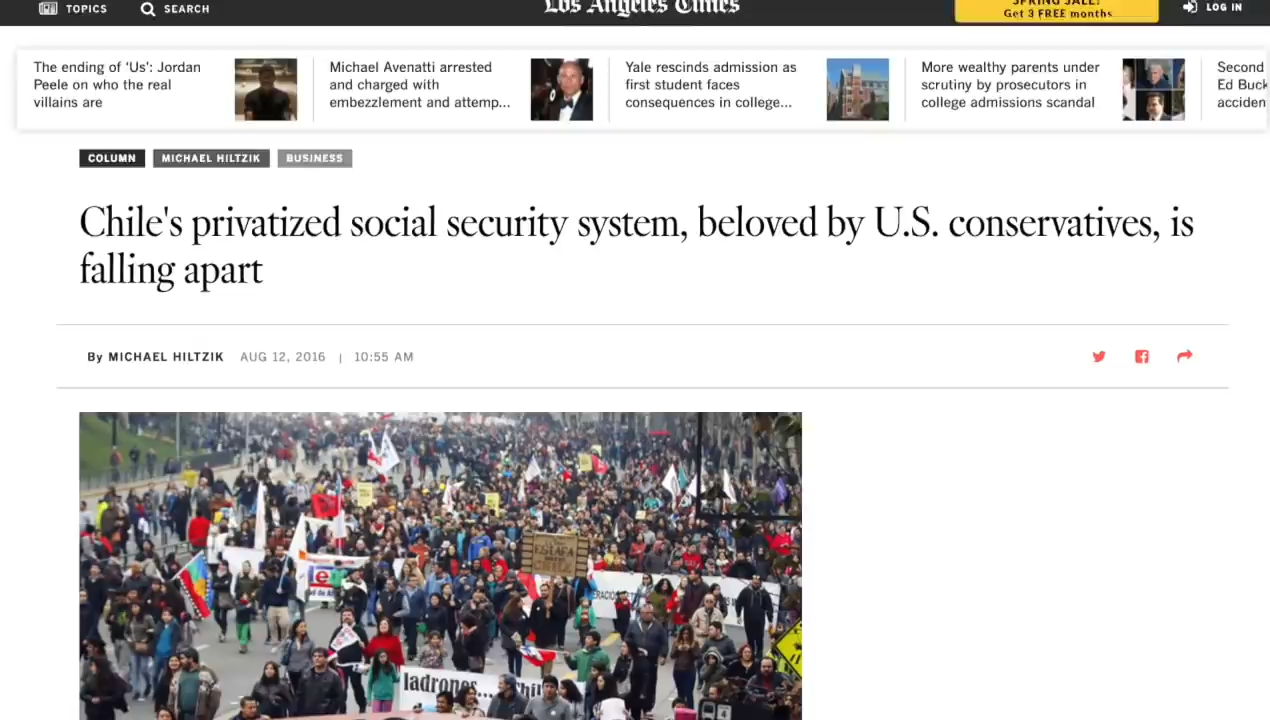 TOPICS
SEARCH
Los Angeles Times
SPRING SALE!
Get 3 FREE months
LOG IN
The ending of 'Us': Jordan
Peele on who the real
villains are
Michael Avenatti arrested
and charged with
embezzlement and attemp...
Yale rescinds admission as
first student faces
consequences in college...
More wealthy parents under
scrutiny by prosecutors in
college admissions scandal
Second
Ed Buck
acciden
COLUMN
MICHAEL HILTZIK
BUSINESS
Chile's privatized social security system, beloved by U.S. conservatives, is
falling apart
By MICHAEL HILTZIK AUG 12, 2016 | 10:55 AM
ESTAFA
ladrones...